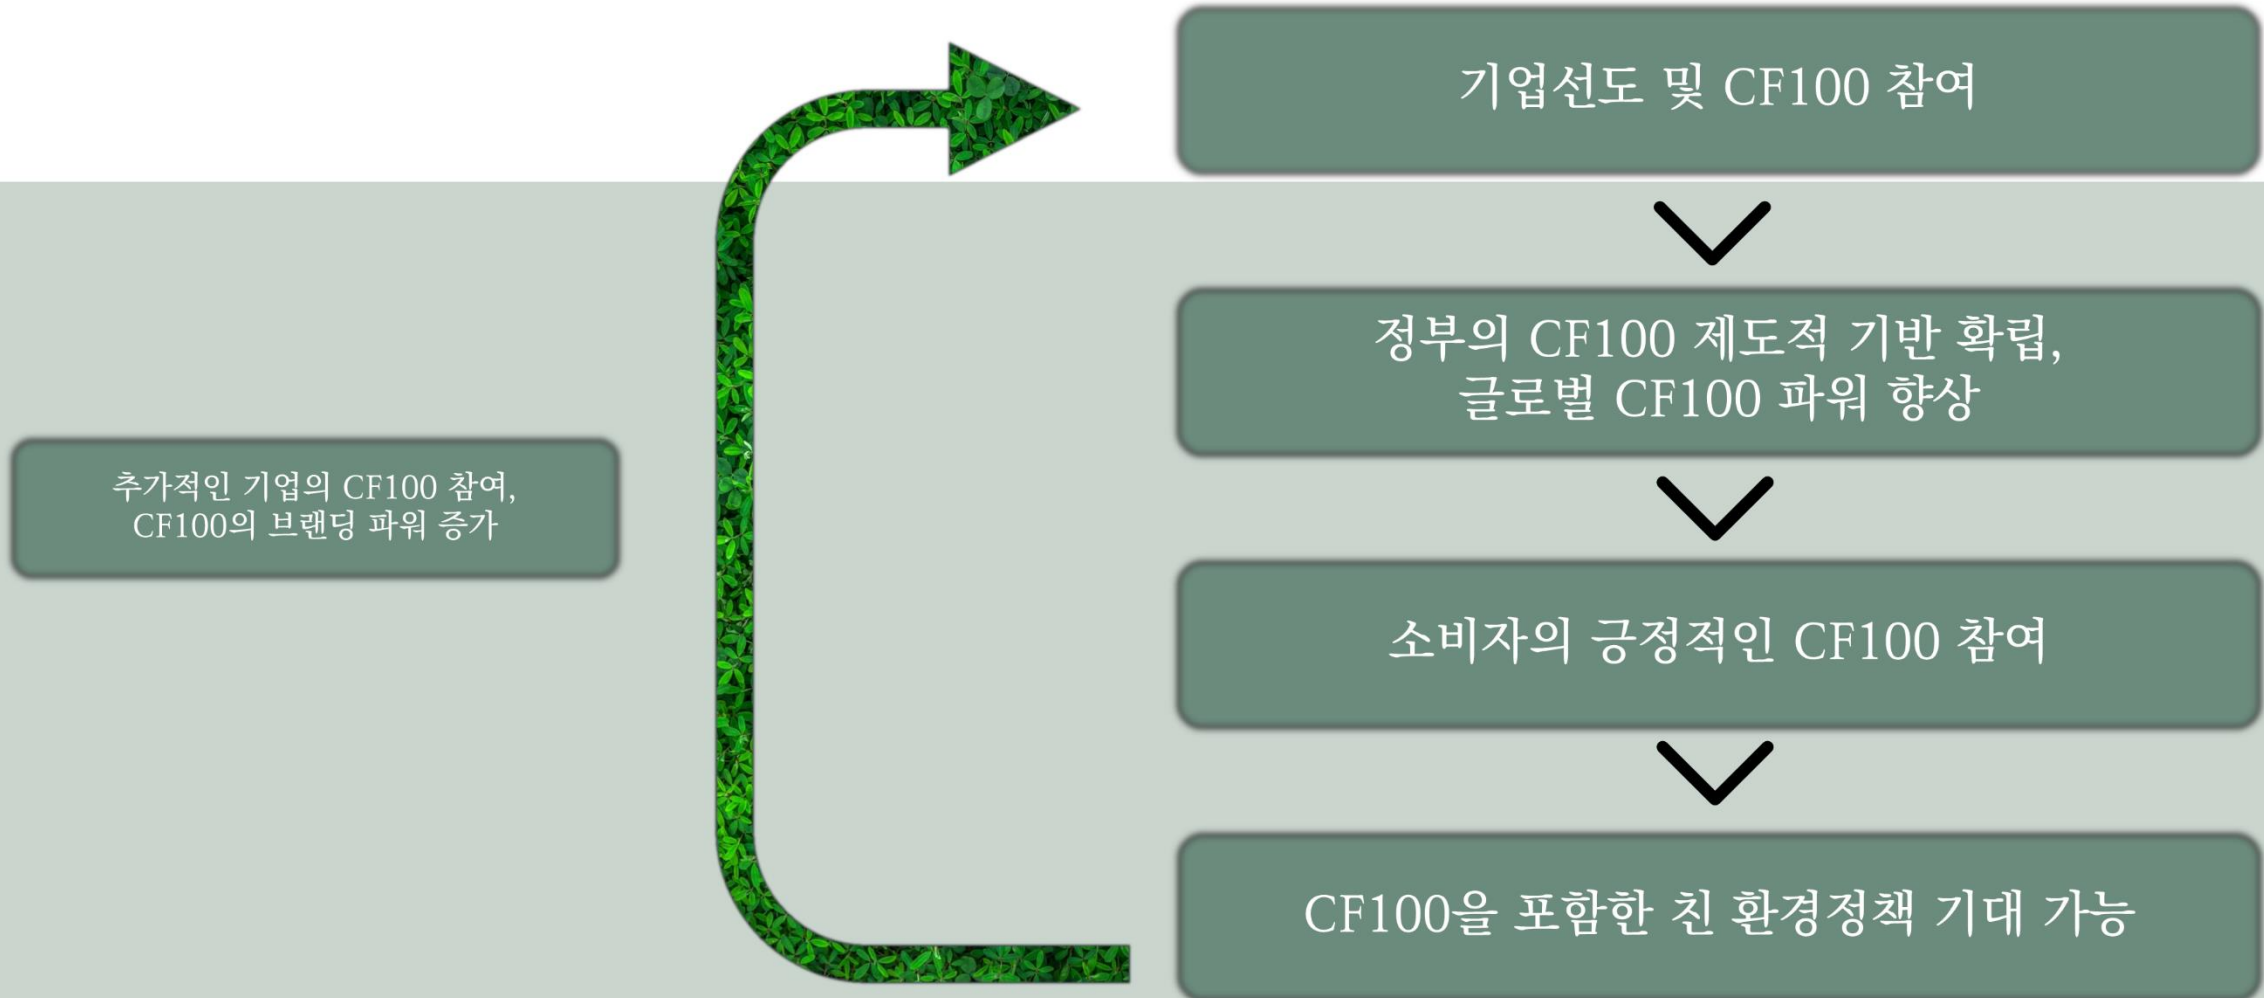 기업선도 및 CF100 참여
정부의 CF100 제도적 기반 확립,
글로벌 CF100 파워 향상
추가적인 기업의 CF100 참여,
CF100의 브랜딩 파워 증가
소비자의 긍정적인 CF100 참여
CF100을 포함한 친 환경정책 기대 가능